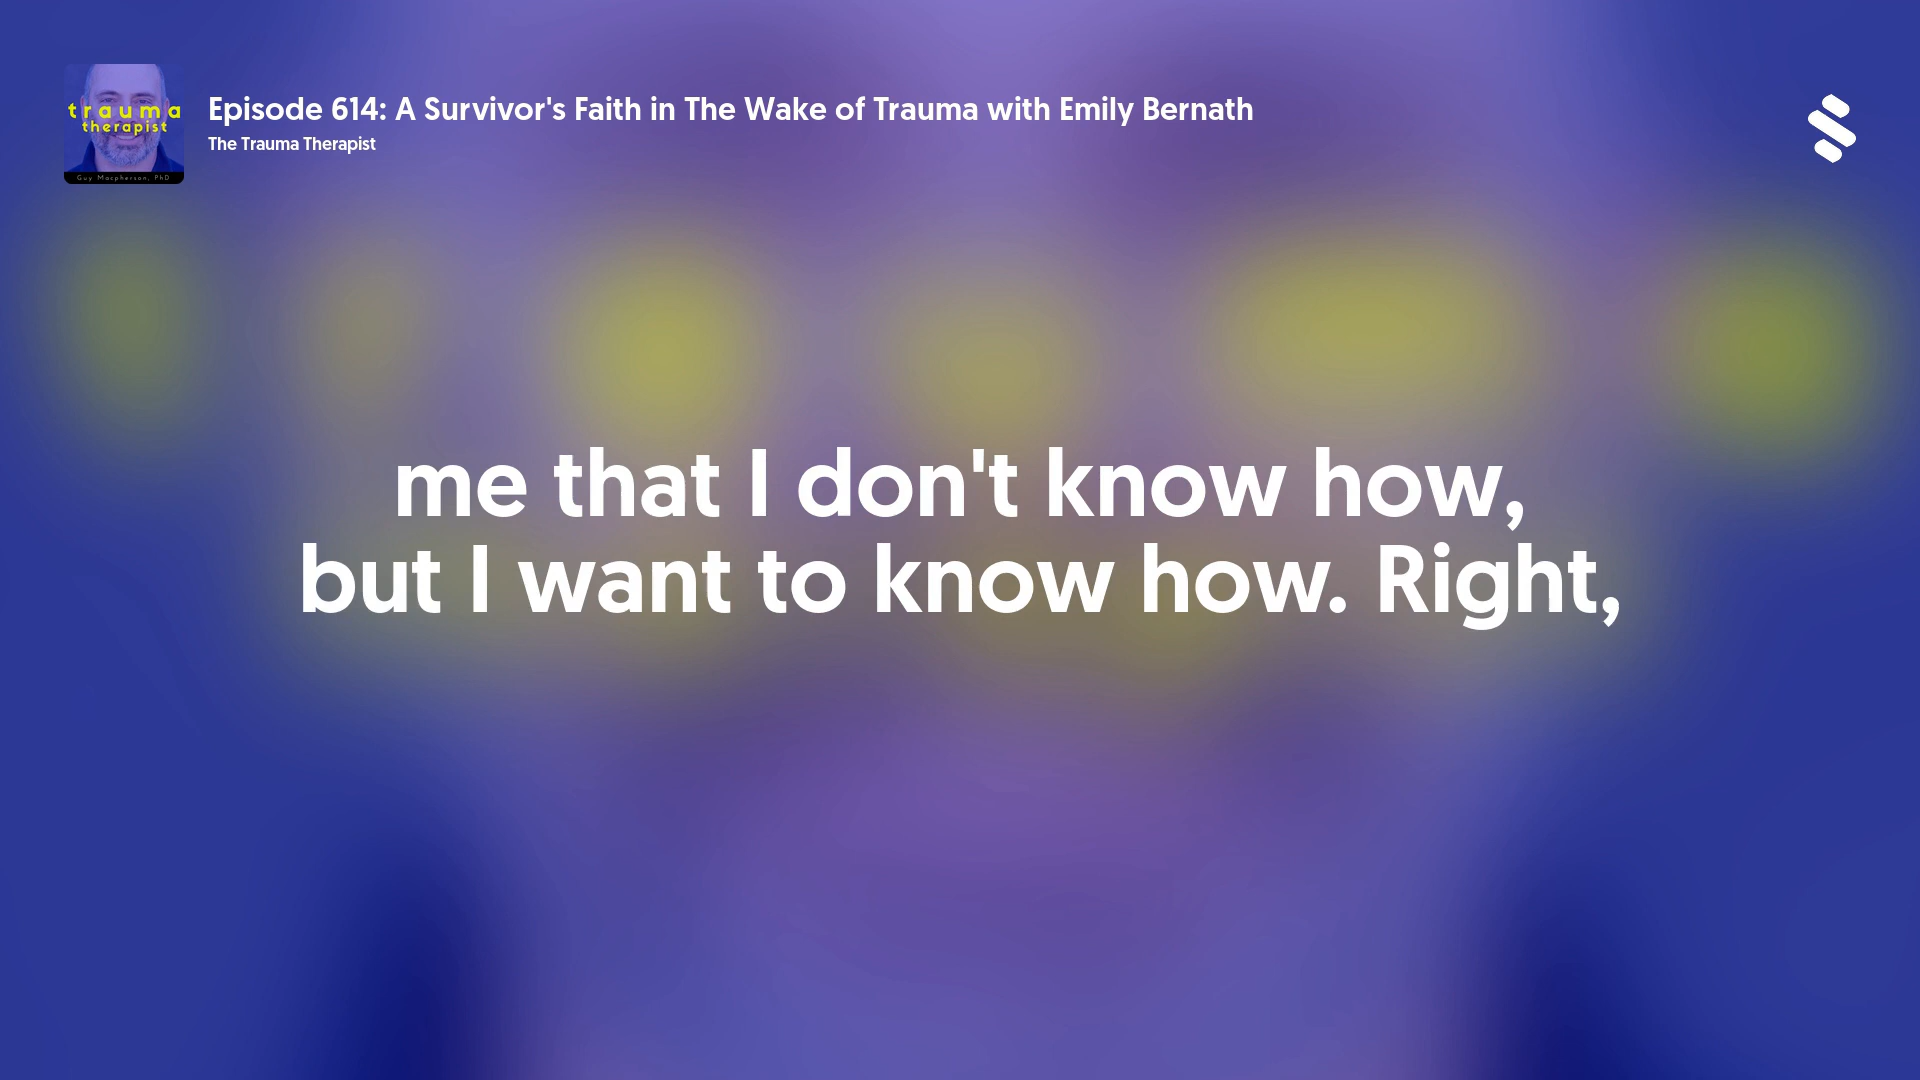 trauma
therapist
Guy Macpherson, PhD
Episode 614: A Survivor's Faith in The Wake of Trauma with Emily Bernath
The Trauma Therapist
me that I don't know how,
but I want to know how. Right,